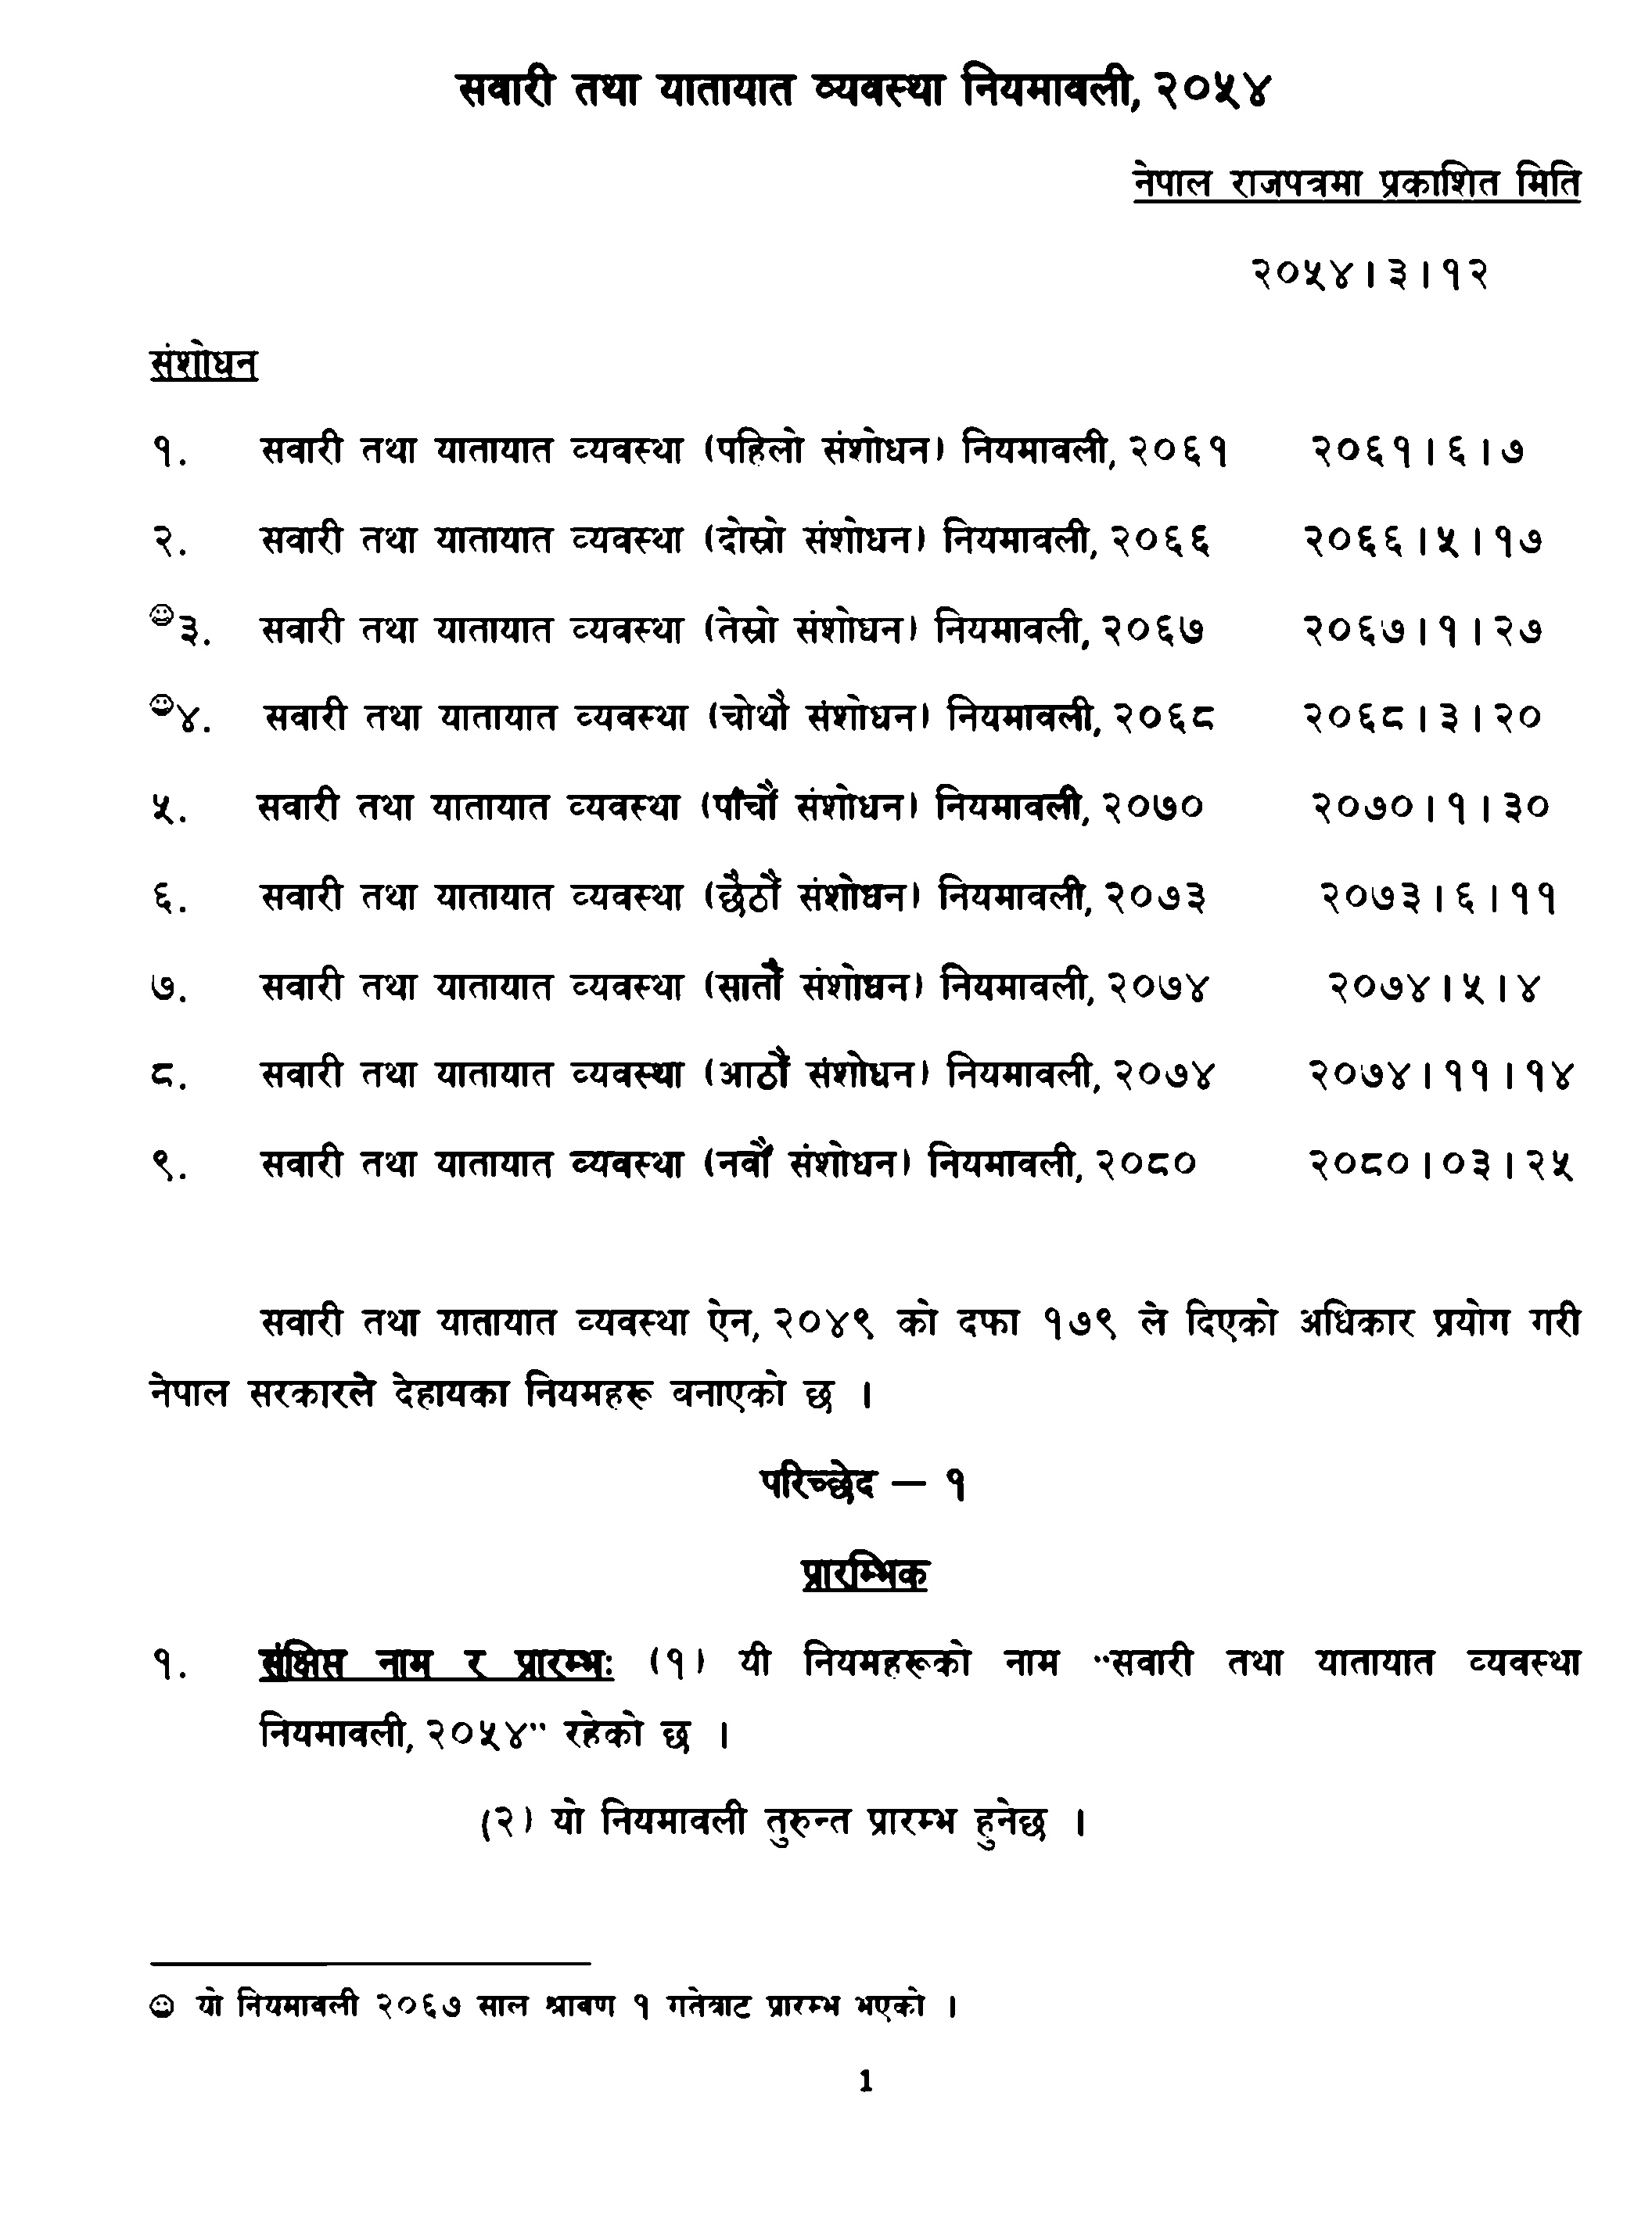 सवारी तथा यातायात व्यवस्था नियमावली, २०५४
नेपाल राजपत्रमा प्रकाशित मिति
२०५४।३।१२
संशोधन
१. सवारी तथा यातायात व्यवस्था (पहिलो संशोधन) नियमावली, २०६१ २०६१।६।७
२. सवारी तथा यातायात व्यवस्था (दोस्रो संशोधन) नियमावली, २०६६ २०६६।५।१७
☺३. सवारी तथा यातायात व्यवस्था (तेस्रो संशोधन) नियमावली, २०६७ २०६७।१।२७
☺४. सवारी तथा यातायात व्यवस्था (चोथौ संशोधन) नियमावली, २०६८ २०६८।३।२०
५. सवारी तथा यातायात व्यवस्था (पाँचौं संशोधन) नियमावली, २०७० २०७०।१।३०
६. सवारी तथा यातायात व्यवस्था (छैठौं संशोधन) नियमावली, २०७३ २०७३।६।११
७. सवारी तथा यातायात व्यवस्था (सातौं संशोधन) नियमावली, २०७४ २०७४।५।४
८. सवारी तथा यातायात व्यवस्था (आठौं संशोधन) नियमावली, २०७४ २०७४।११।१४
९. सवारी तथा यातायात व्यवस्था (नवौं संशोधन) नियमावली, २०८० २०८०।०३।२५
सवारी तथा यातायात व्यवस्था ऐन, २०४९ को दफा १७९ ले दिएको अधिकार प्रयोग गरी
नेपाल सरकारले देहायका नियमहरू बनाएको छ ।
परिच्छेद – १
प्रारम्भिक
१. संक्षिप्त नाम र प्रारम्भः (१) यी नियमहरूको नाम "सवारी तथा यातायात व्यवस्था
नियमावली, २०५४" रहेको छ ।
(२) यो नियमावली तुरुन्त प्रारम्भ हुनेछ ।
☺ यो नियमावली २०६७ साल श्रावण १ गतेबाट प्रारम्भ भएको ।
1